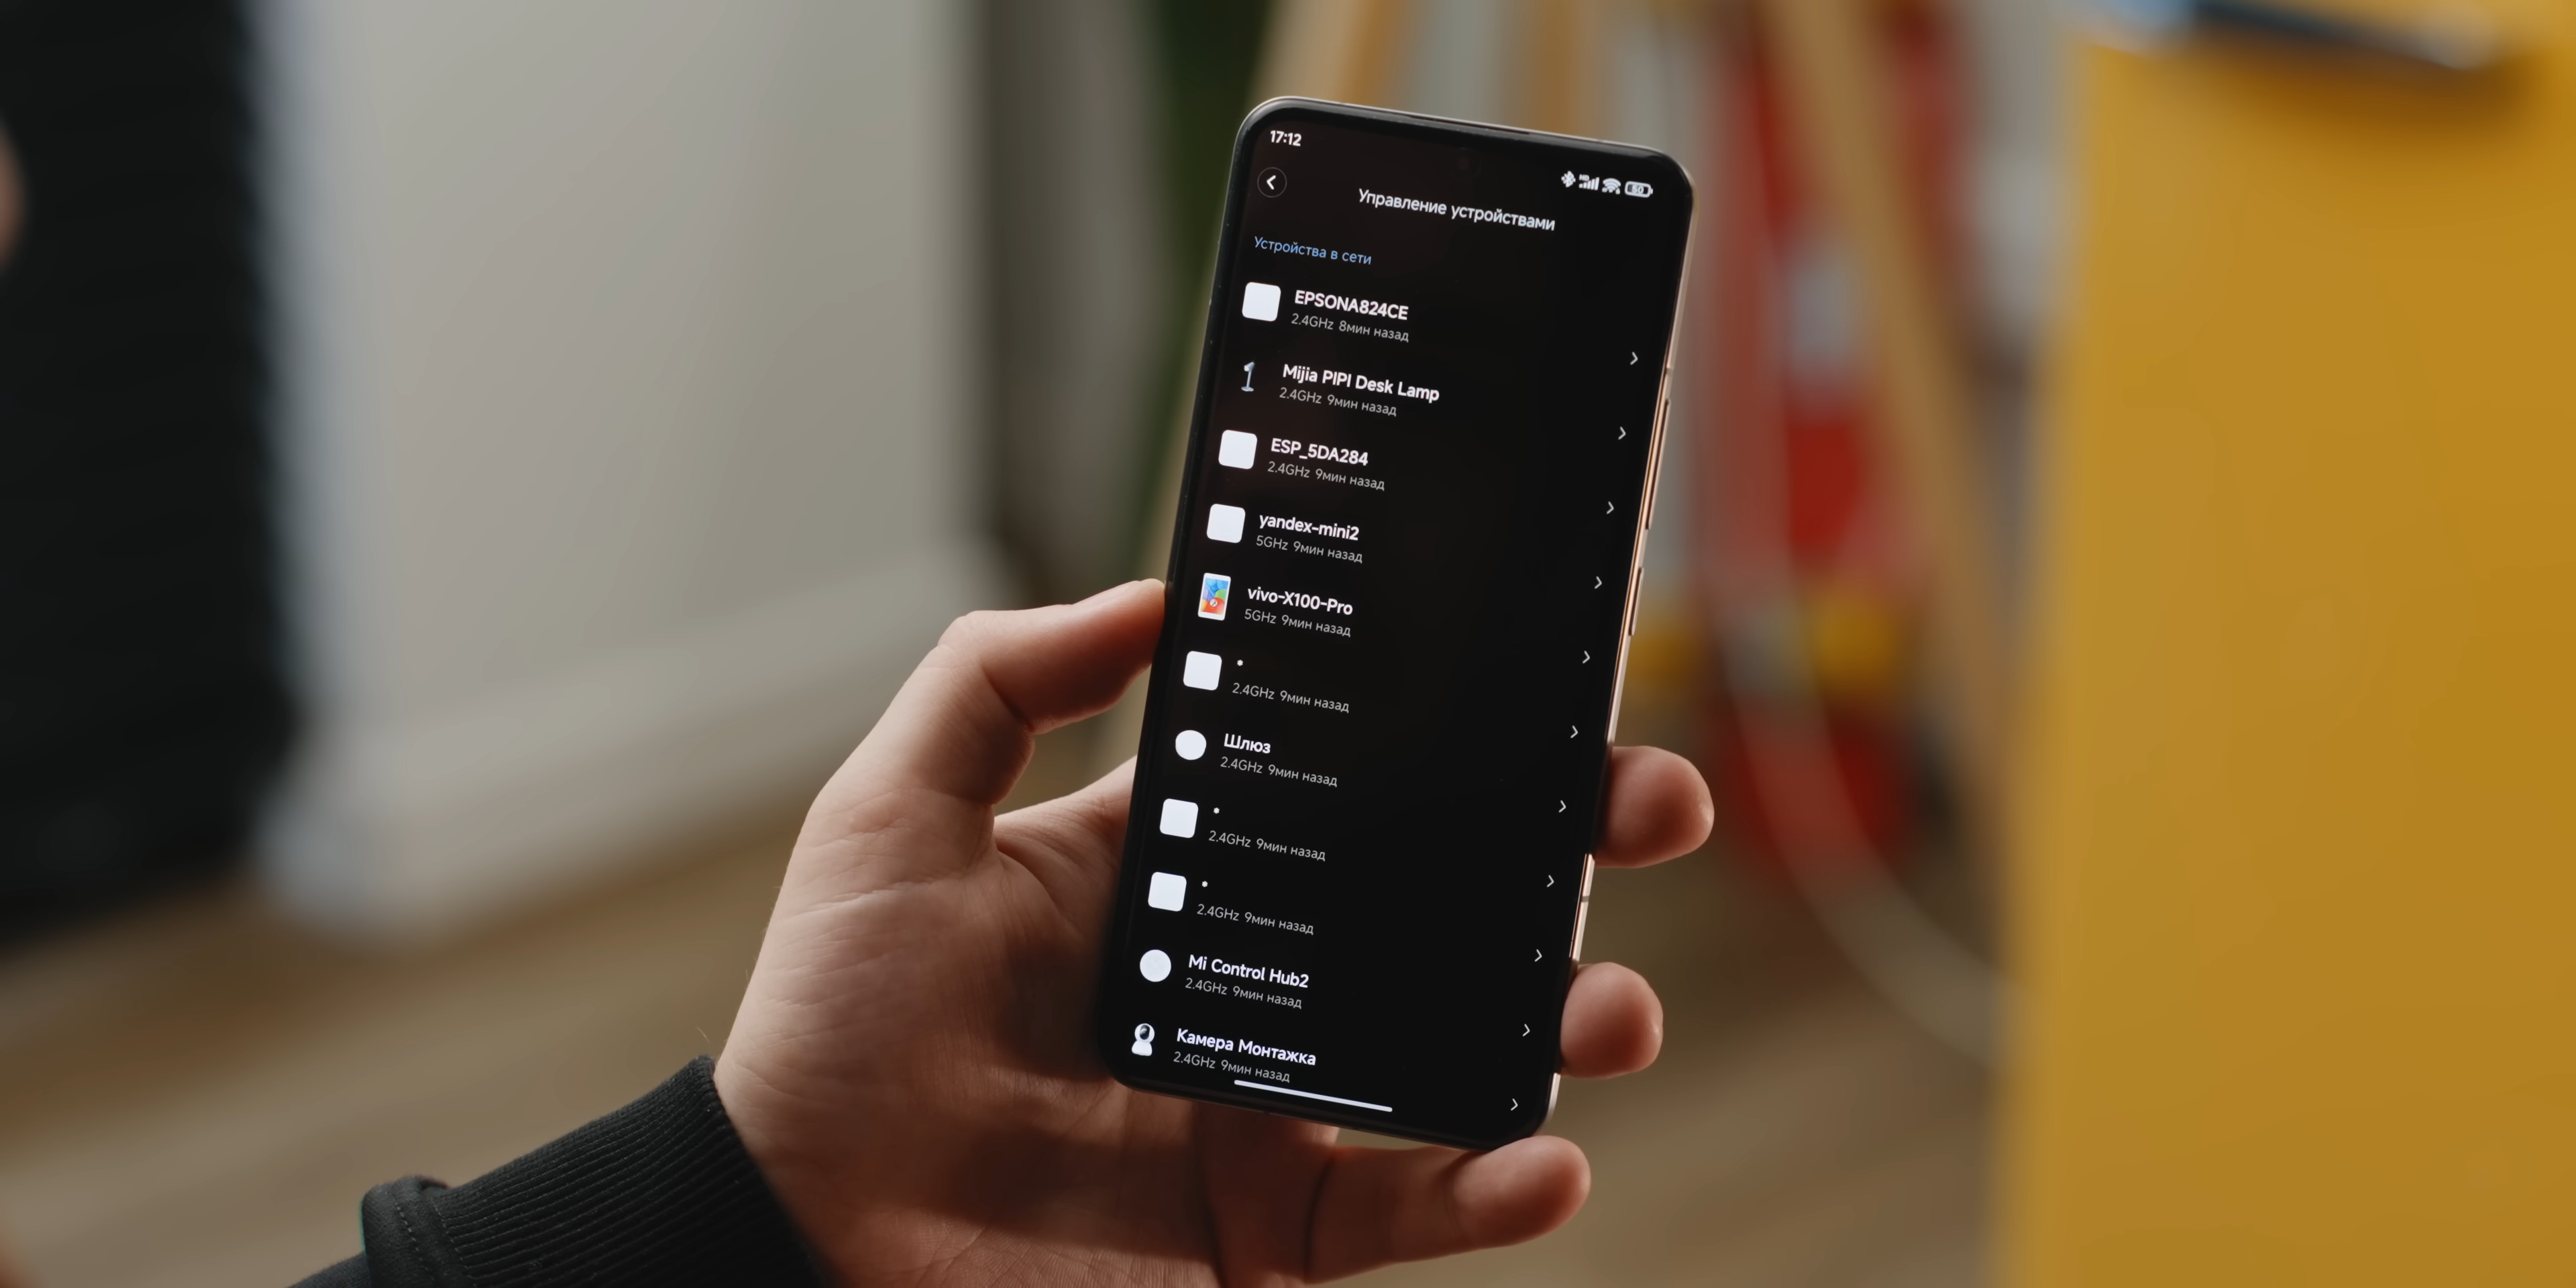 17:12
50
Управление устройствами
Устройства в сети
EPSONA824CE
2.4GHz 8мин назад
Mijia PIPI Desk Lamp
2.4GHz 9мин назад
ESP_5DA284
2.4GHz 9мин назад
yandex-mini2
5GHz 9мин назад
vivo-X100-Pro
5GHz 9мин назад
•
2.4GHz 9мин назад
Шлюз
2.4GHz 9мин назад
•
2.4GHz 9мин назад
•
2.4GHz 9мин назад
Mi Control Hub2
2.4GHz 9мин назад
Камера Монтажка
2.4GHz 9мин назад